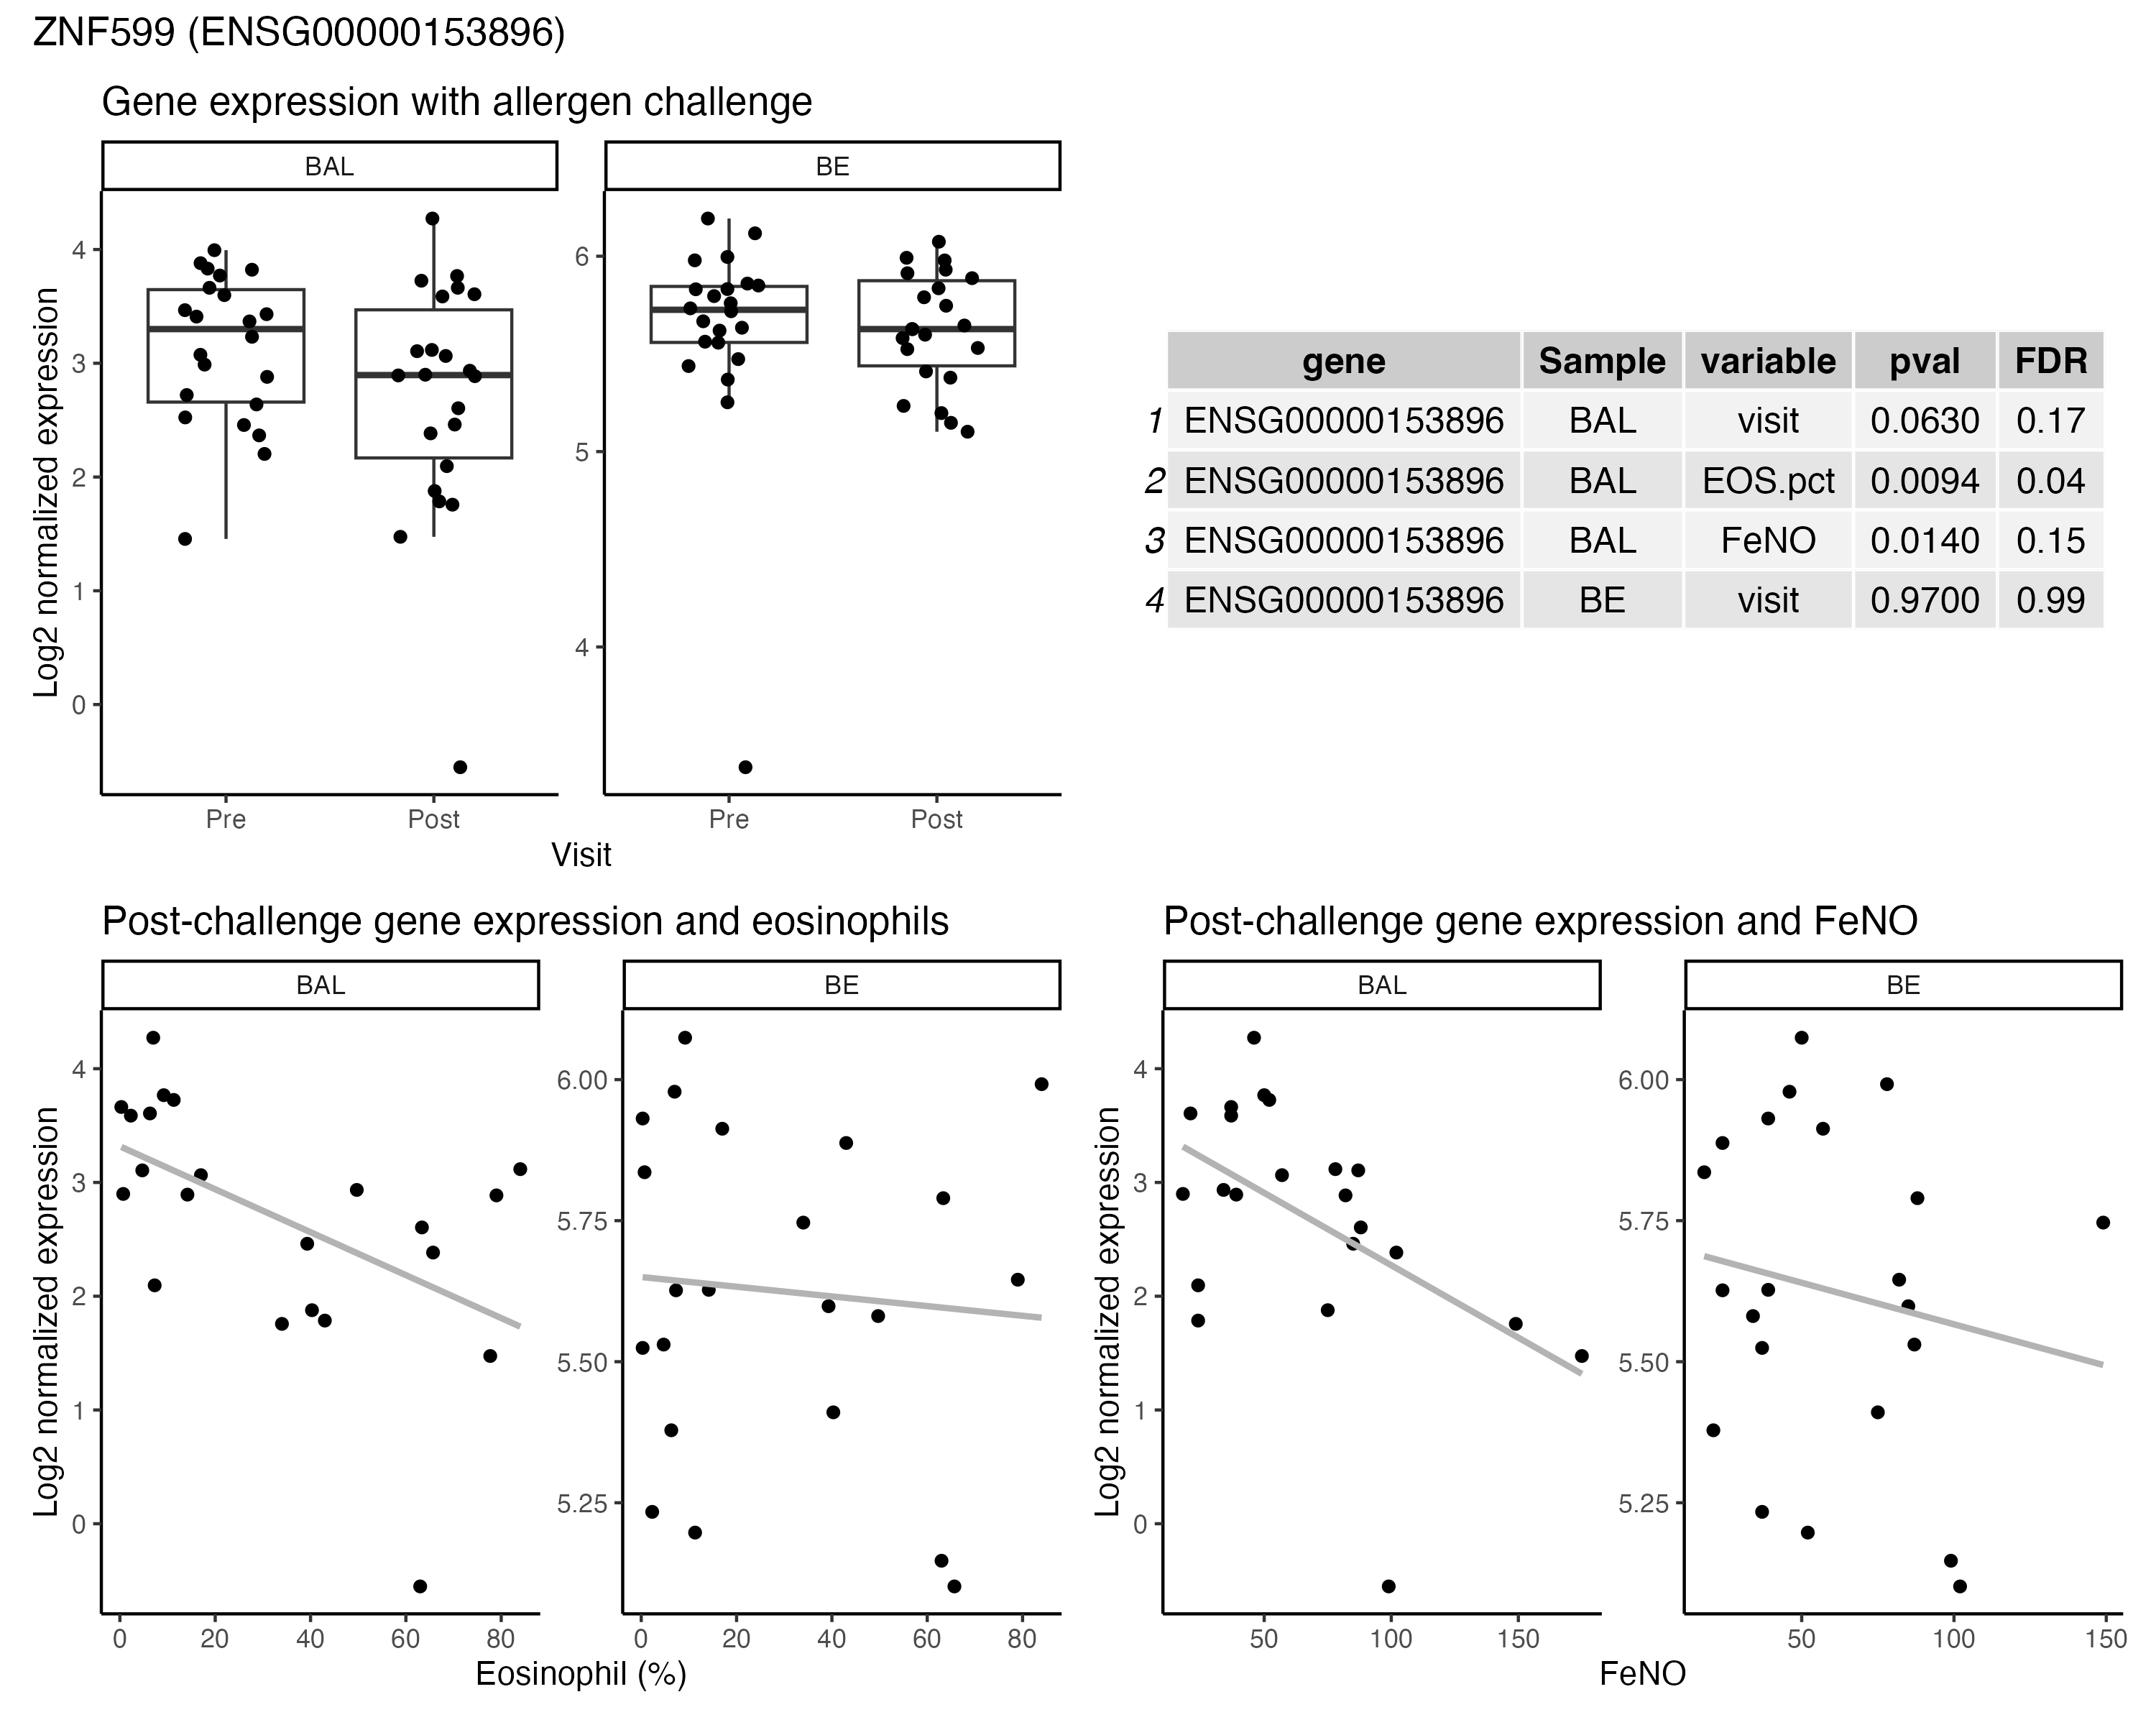 ZNF599 (ENSG00000153896)
Gene expression with allergen challenge
BAL BE
Log2 normalized expression
4
3
2
1
0
6
5
4
Pre Post Pre Post
Visit
gene Sample variable pval FDR
1 ENSG00000153896 BAL visit 0.0630 0.17
2 ENSG00000153896 BAL EOS.pct 0.0094 0.04
3 ENSG00000153896 BAL FeNO 0.0140 0.15
4 ENSG00000153896 BE visit 0.9700 0.99
Post-challenge gene expression and eosinophils
BAL BE
Log2 normalized expression
4
3
2
1
0
6.00
5.75
5.50
5.25
0 20 40 60 80 0 20 40 60 80
Eosinophil (%)
Post-challenge gene expression and FeNO
BAL BE
Log2 normalized expression
4
3
2
1
0
6.00
5.75
5.50
5.25
50 100 150 50 100 150
FeNO